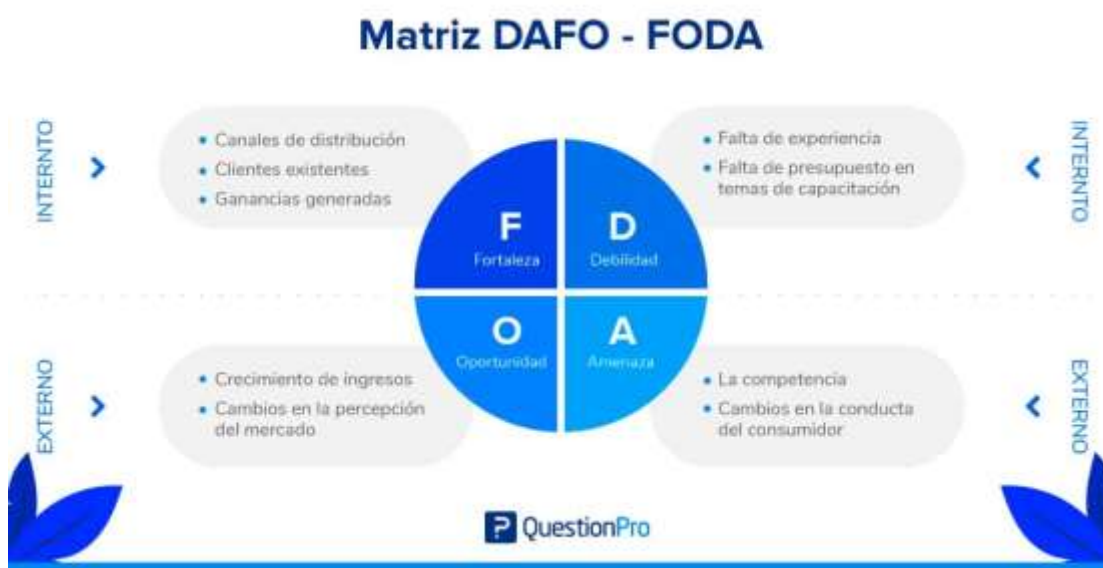 Matriz DAFO - FODA
INTERNTO
• Canales de distribución
• Clientes existentes
• Ganancias generadas
F
Fortaleza
D
Debilidad
• Falta de experiencia
• Falta de presupuesto en
temas de capacitación
INTERNTO
EXTERNO
• Crecimiento de ingresos
• Cambios en la percepción
del mercado
O
Oportunidad
A
Amenaza
• La competencia
• Cambios en la conducta
del consumidor
EXTERNO
QuestionPro